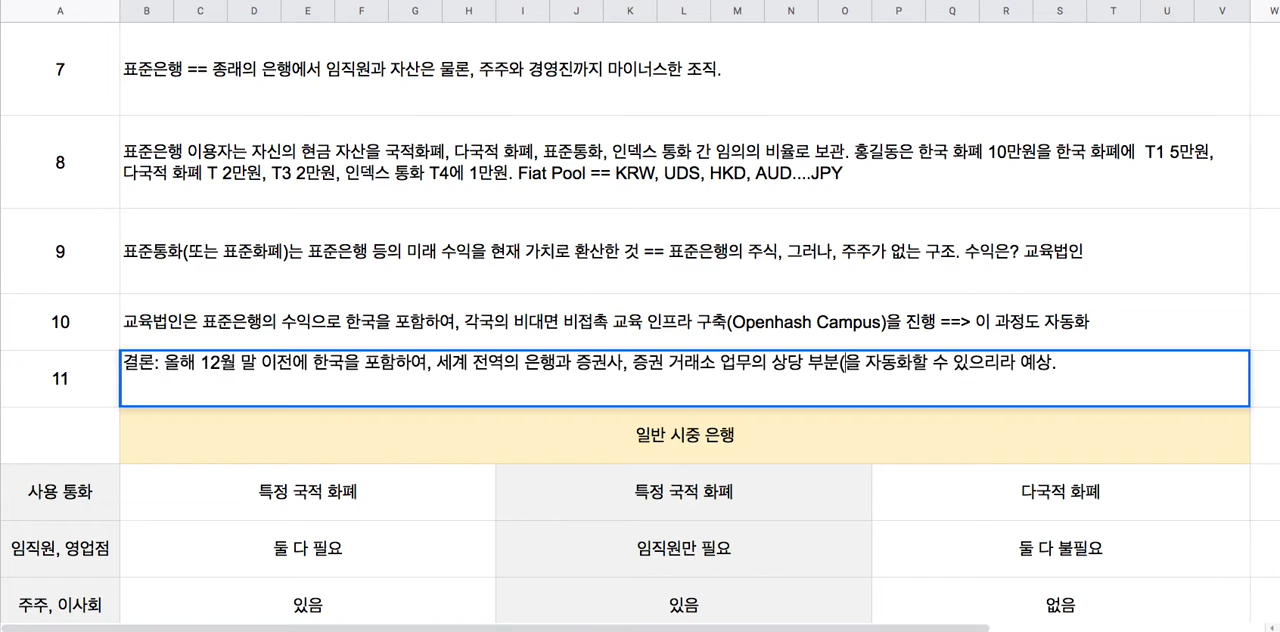 A B C D E F G H I J K L M N O P Q R S T U V W
7 표준은행 == 종래의 은행에서 임직원과 자산은 물론, 주주와 경영진까지 마이너스한 조직.
8 표준은행 이용자는 자신의 현금 자산을 국적화폐, 다국적 화폐, 표준통화, 인덱스 통화 간 임의의 비율로 보관. 홍길동은 한국 화폐 10만원을 한국 화폐에 T1 5만원,
다국적 화폐 T 2만원, T3 2만원, 인덱스 통화 T4에 1만원. Fiat Pool == KRW, UDS, HKD, AUD....JPY
9 표준통화(또는 표준화폐)는 표준은행 등의 미래 수익을 현재 가치로 환산한 것 == 표준은행의 주식, 그러나, 주주가 없는 구조. 수익은? 교육법인
10 교육법인은 표준은행의 수익으로 한국을 포함하여, 각국의 비대면 비접촉 교육 인프라 구축(Openhash Campus)을 진행 ==> 이 과정도 자동화
11 결론: 올해 12월 말 이전에 한국을 포함하여, 세계 전역의 은행과 증권사, 증권 거래소 업무의 상당 부분(을 자동화할 수 있으리라 예상.
일반 시중 은행
사용 통화 특정 국적 화폐 특정 국적 화폐 다국적 화폐
임직원, 영업점 둘 다 필요 임직원만 필요 둘 다 불필요
주주, 이사회 있음 있음 없음